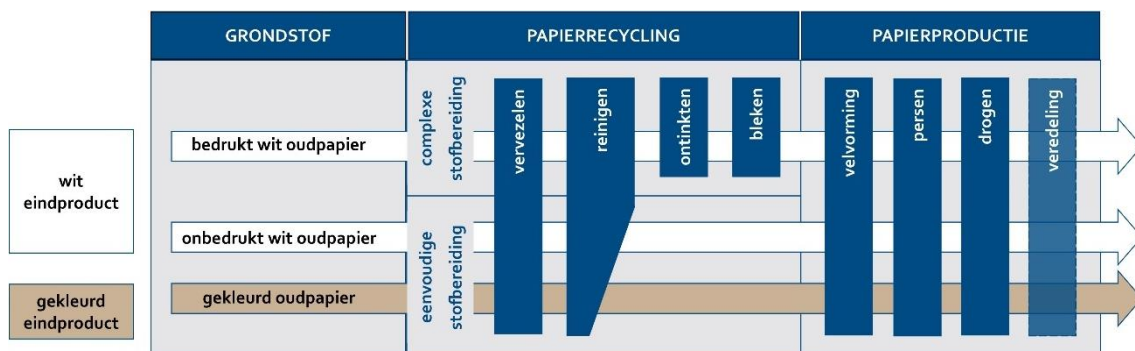 GRONDSTOF
PAPIERRECYCLING
PAPIERPRODUCTIE
wit
eindproduct
gekleurd
eindproduct
bedrukt wit oudpapier
onbedrukt wit oudpapier
gekleurd oudpapier
complexe
stofbereiding
eenvoudige
stofbereiding
vervezelen
reinigen
ontinkten
bleken
velvorming
persen
drogen
veredeling